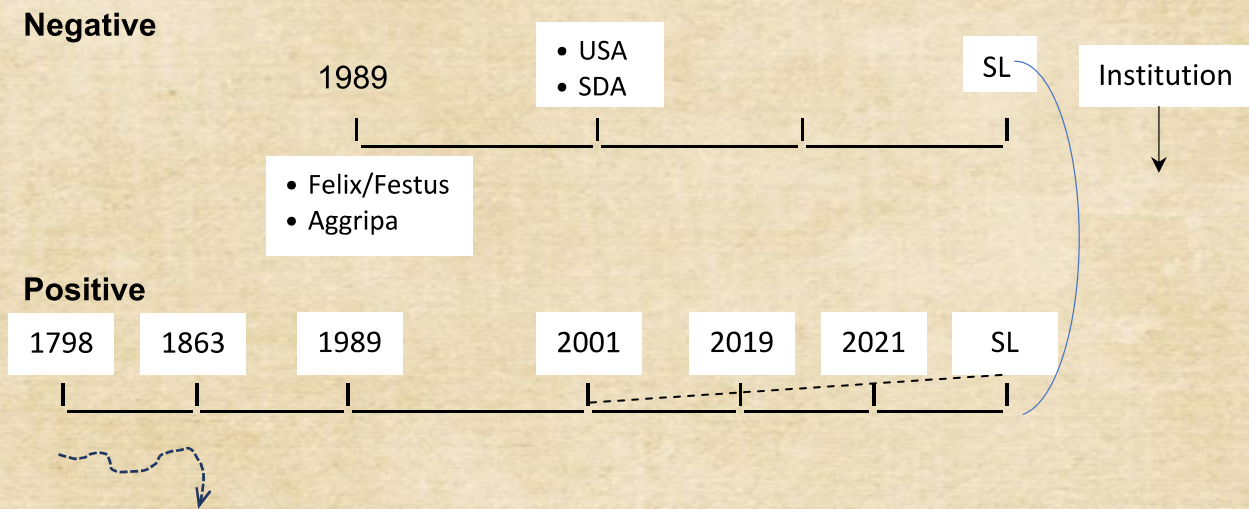 Negative
1989
• USA
• SDA
SL
Institution
• Felix/Festus
• Aggripa
Positive
1798
1863
1989
2001
2019
2021
SL